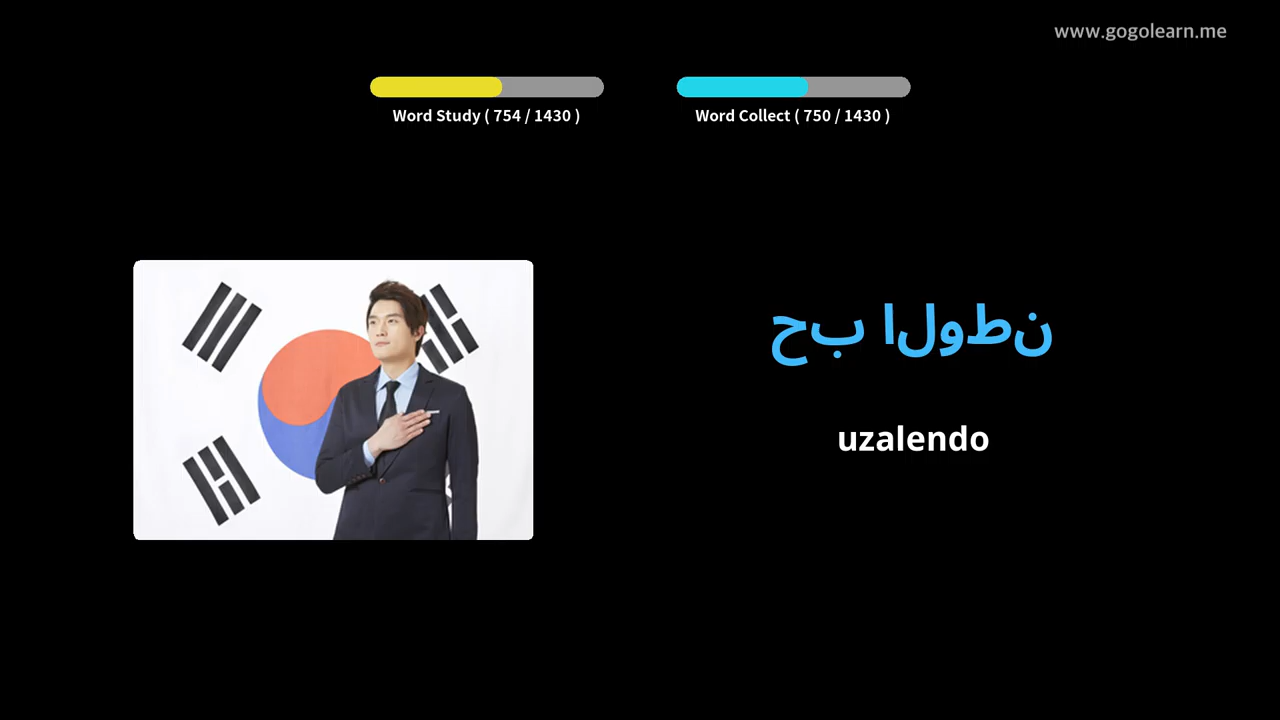 www.gogolearn.me
Word Study ( 754 / 1430 )
Word Collect ( 750 / 1430 )
حب الوطن
uzalendo